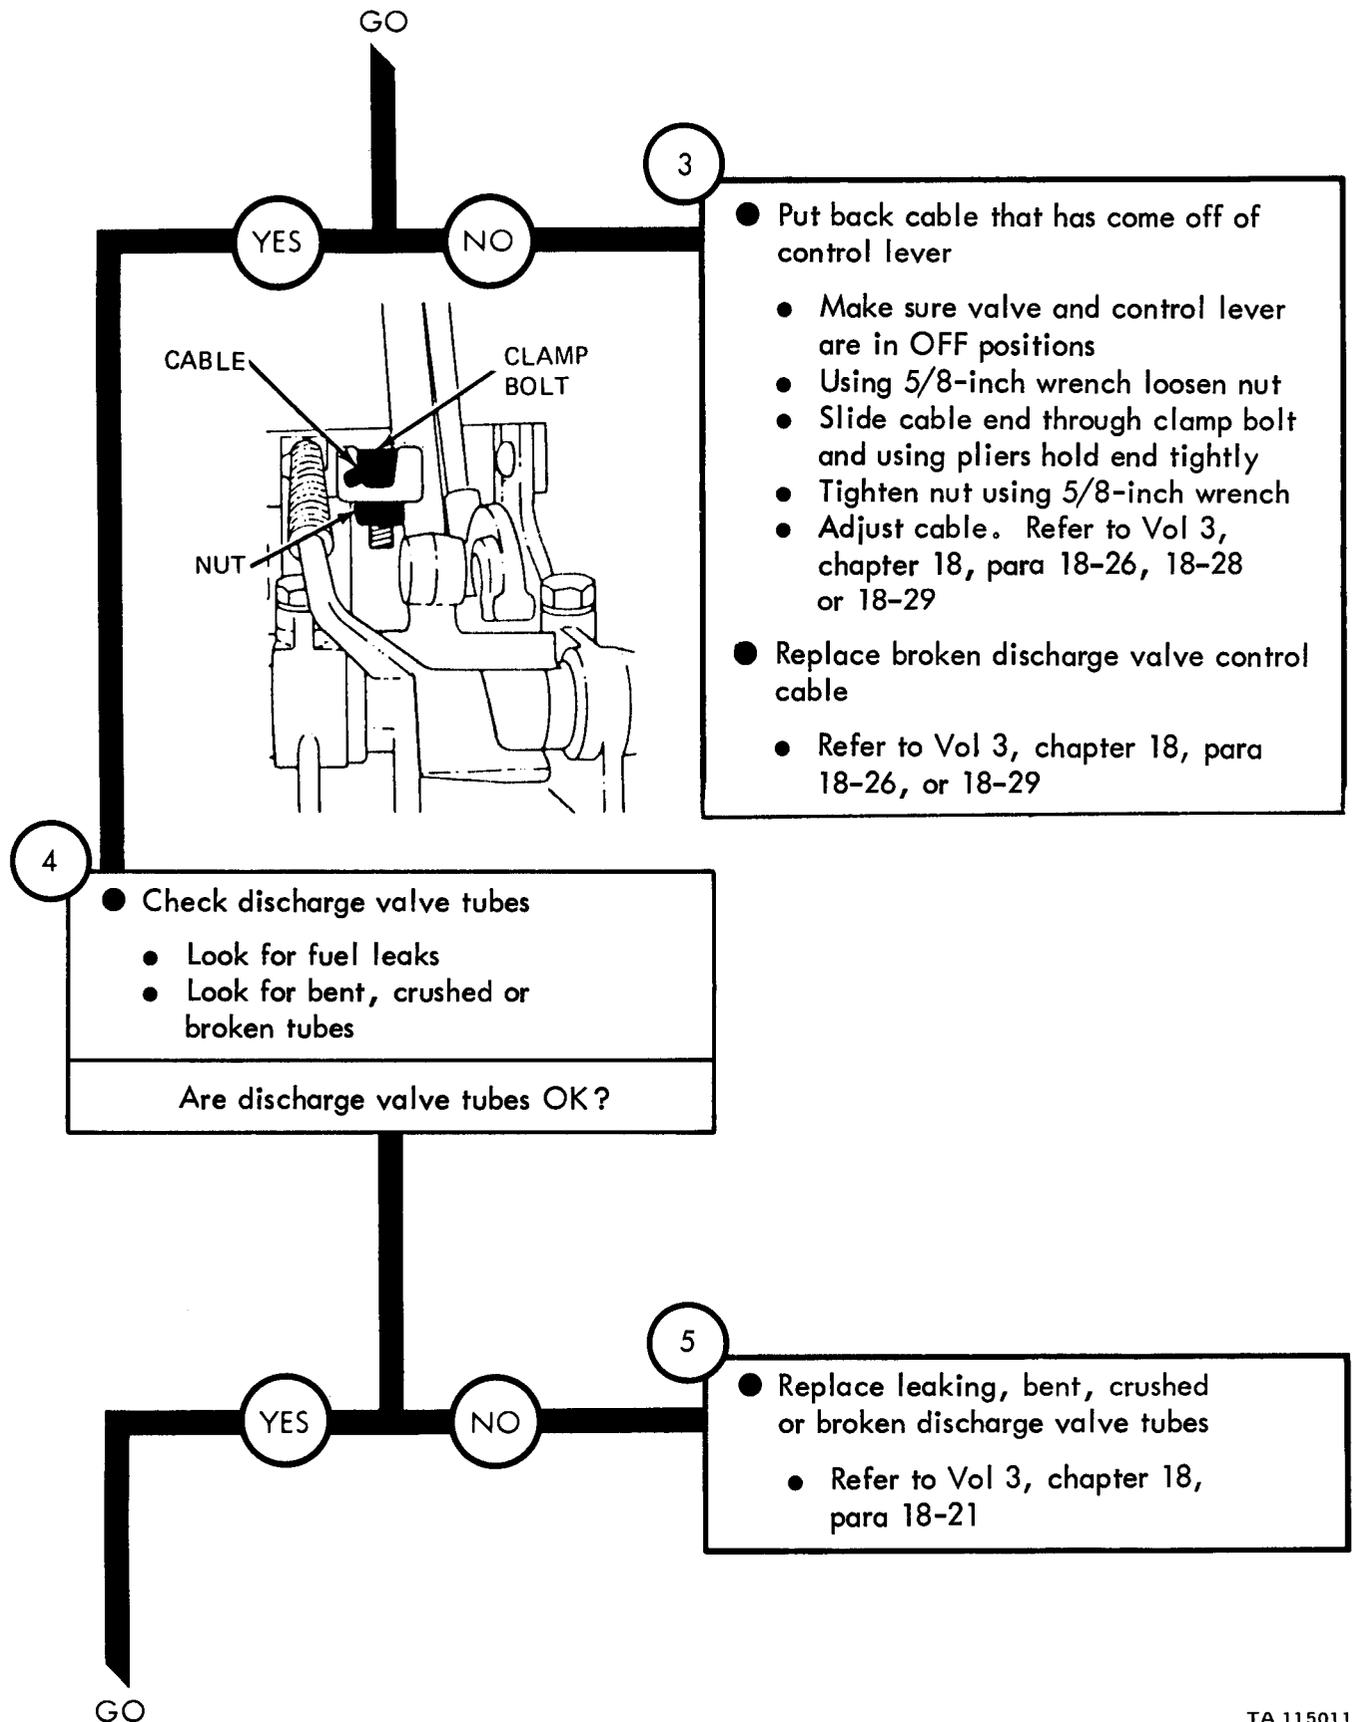 GO
YES
NO
3
● Put back cable that has come off of
control lever
● Make sure valve and control lever
are in OFF positions
● Using 5/8-inch wrench loosen nut
● Slide cable end through clamp bolt
and using pliers hold end tightly
● Tighten nut using 5/8-inch wrench
● Adjust cable. Refer to Vol 3,
chapter 18, para 18-26, 18-28
or 18-29
● Replace broken discharge valve control
cable
● Refer to Vol 3, chapter 18, para
18-26, or 18-29
CABLE
CLAMP
BOLT
NUT
4
● Check discharge valve tubes
● Look for fuel leaks
● Look for bent, crushed or
broken tubes
Are discharge valve tubes OK?
YES
NO
5
● Replace leaking, bent, crushed
or broken discharge valve tubes
● Refer to Vol 3, chapter 18,
para 18-21
GO
TA 115011